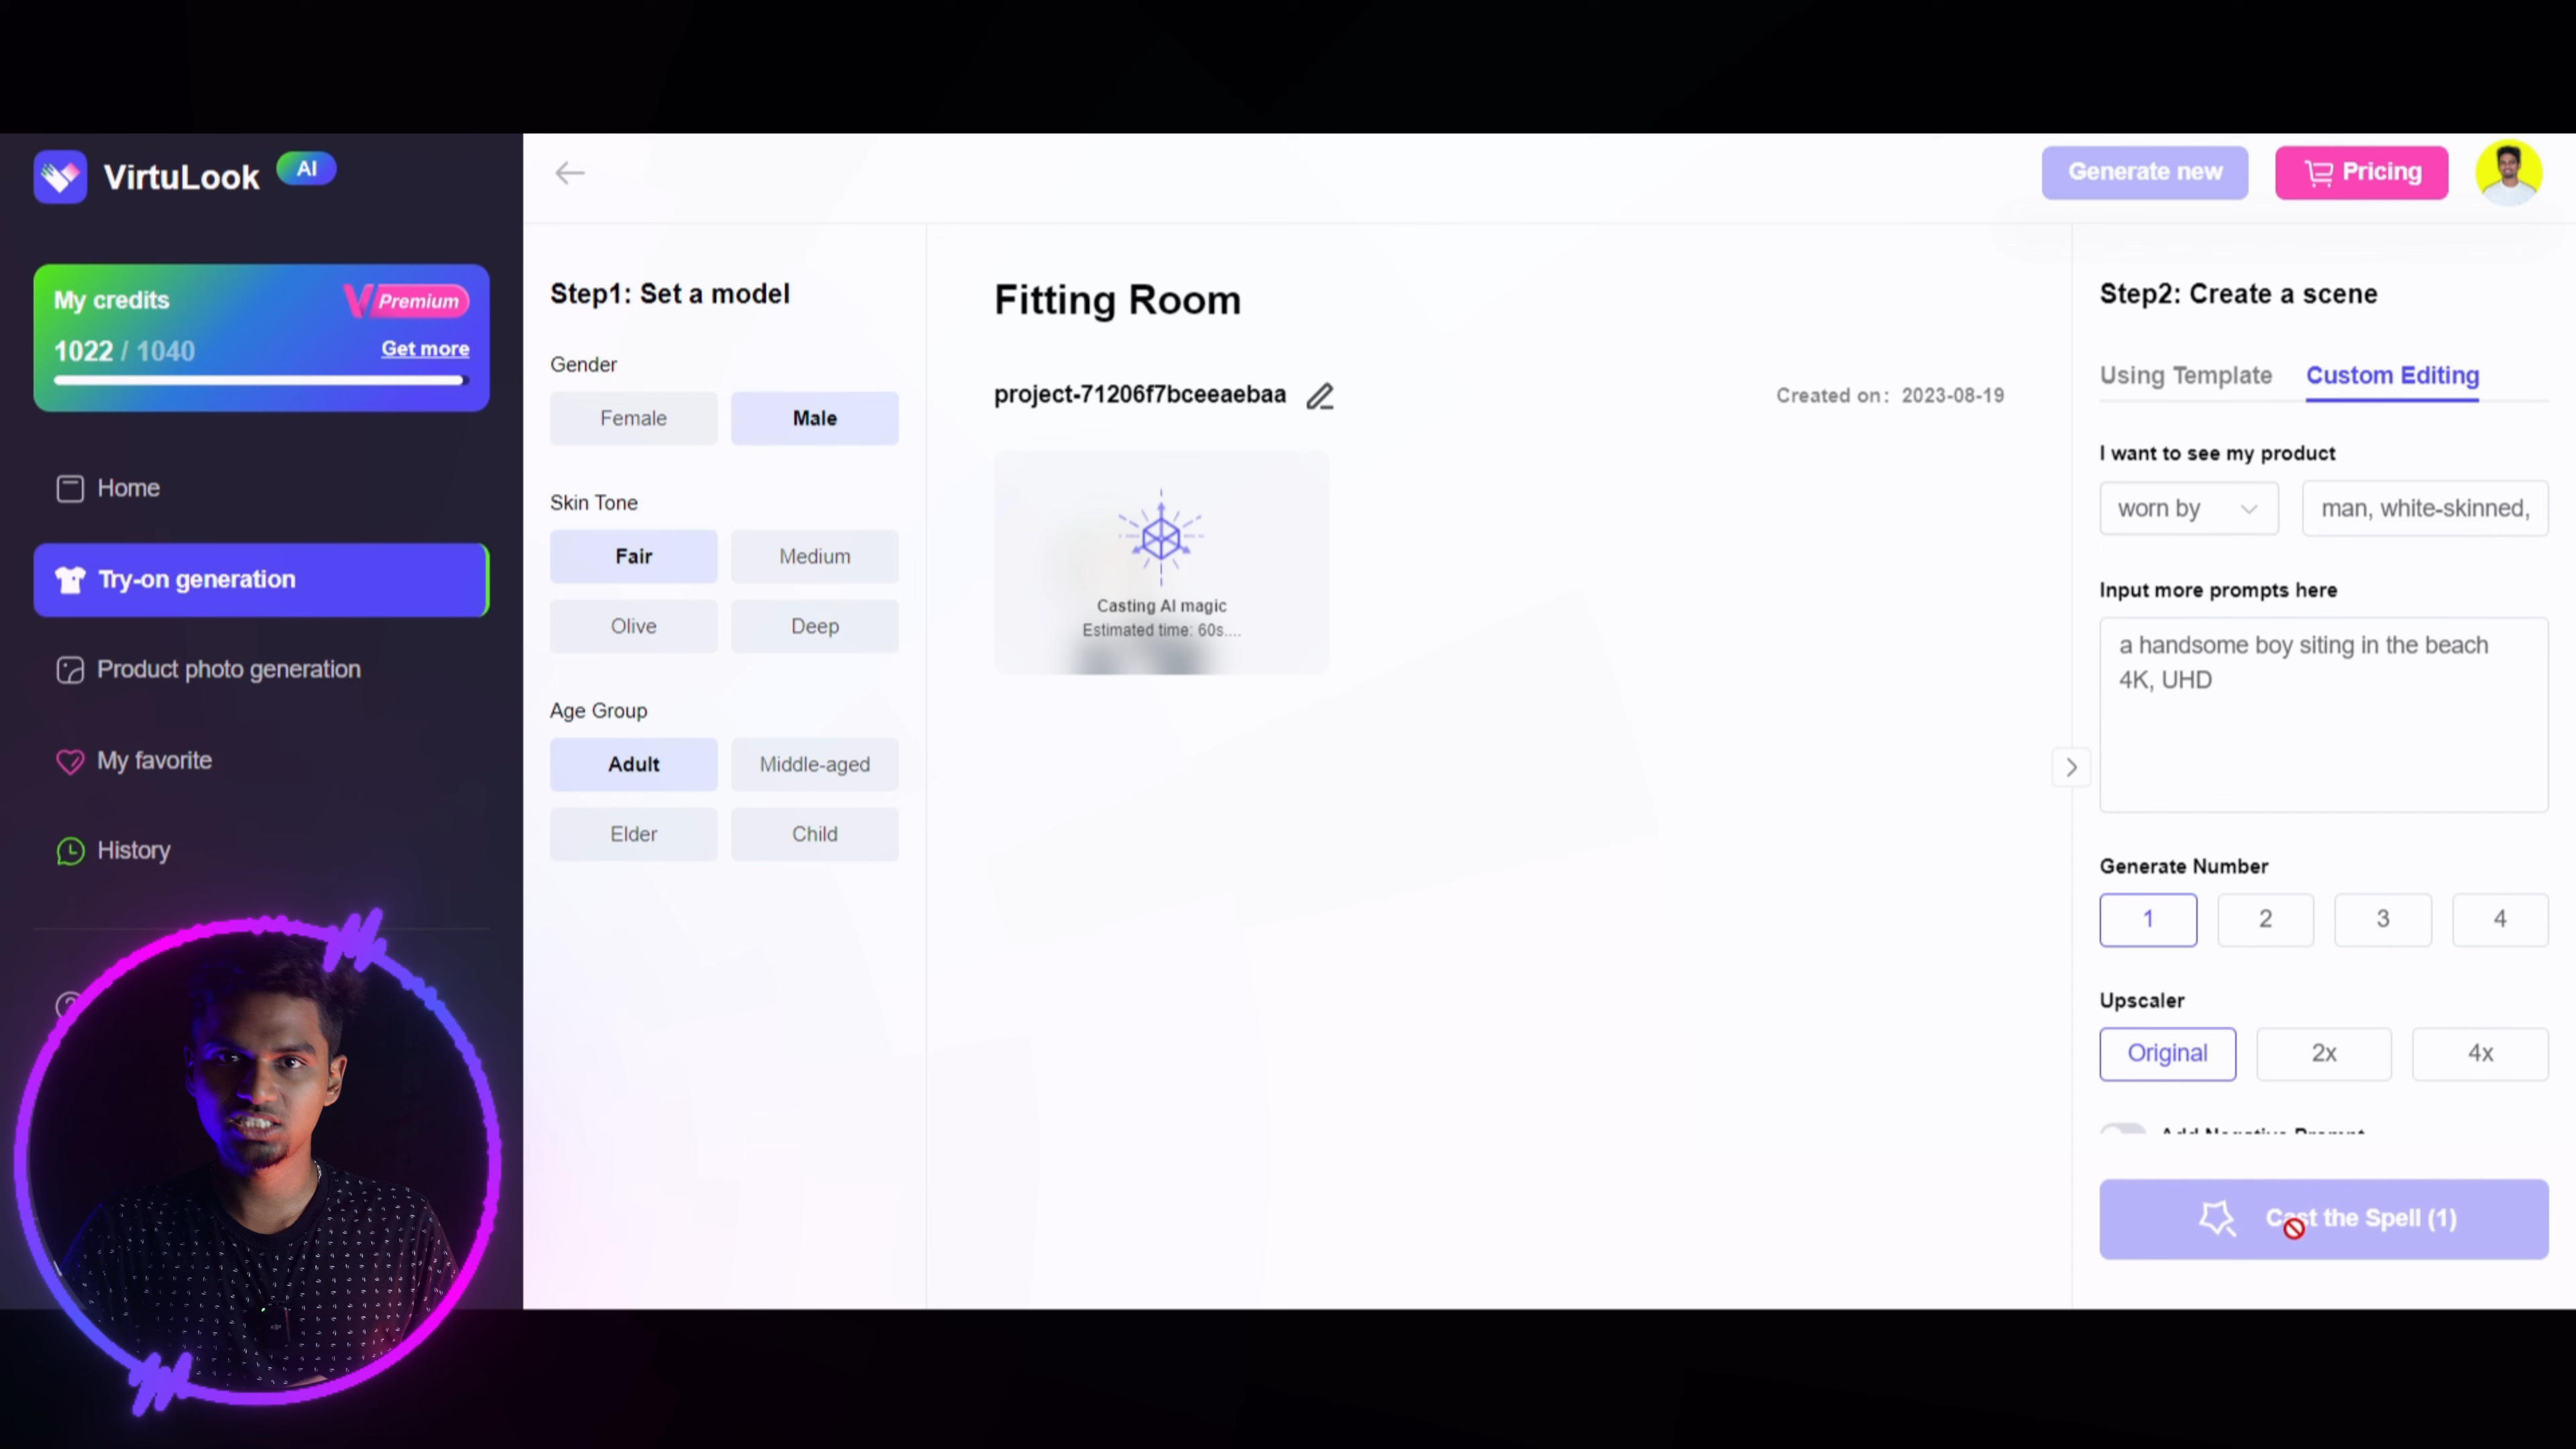 VirtuLook AI
My credits
Premium
1022 / 1040
Get more
Home
Try-on generation
Product photo generation
My favorite
History
Generate new
Pricing
Step1: Set a model
Gender
Female
Male
Skin Tone
Fair
Medium
Olive
Deep
Age Group
Adult
Middle-aged
Elder
Child
Fitting Room
project-71206f7bceeaebaa
Created on: 2023-08-19
Casting AI magic
Estimated time: 60s....
Step2: Create a scene
Using Template
Custom Editing
I want to see my product
worn by
man, white-skinned,
Input more prompts here
a handsome boy siting in the beach
4K, UHD
Generate Number
1
2
3
4
Upscaler
Original
2x
4x
Add Negative Prompt
Cast the Spell (1)